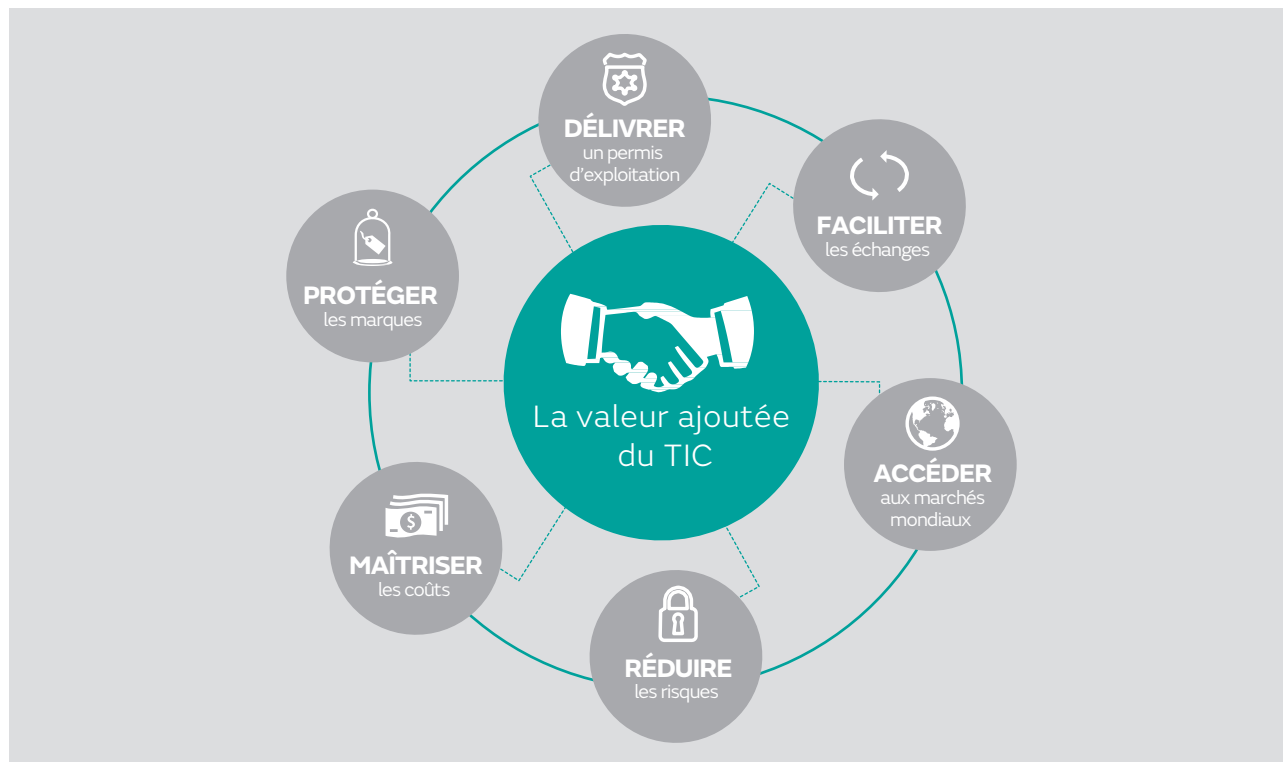 DÉLIVRER
un permis
d'exploitation
FACILITER
les échanges
ACCÉDER
aux marchés
mondiaux
RÉDUIRE
les risques
MAÎTRISER
les coûts
PROTÉGER
les marques
La valeur ajoutée
du TIC
$